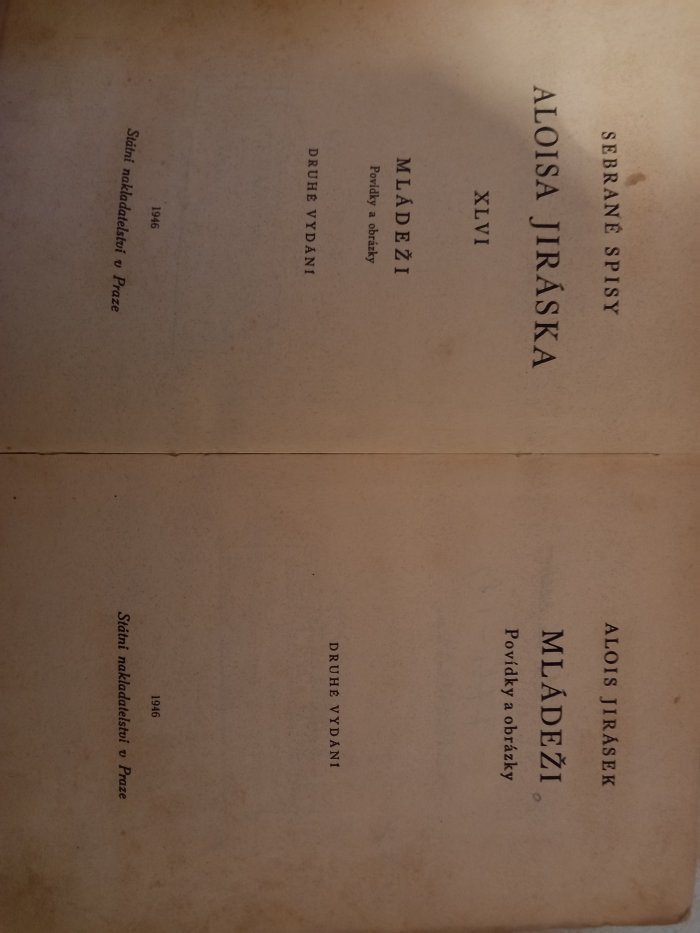 SEBRANÉ SPISY
ALOISA JIRÁSKA
XLVI
MLÁDEŽI
Povídky a obrázky
DRUHÉ VYDÁNÍ
1946
Státní nakladatelství v Praze
ALOIS JIRÁSEK
MLÁDEŽI
Povídky a obrázky
DRUHÉ VYDÁNÍ
1946
Státní nakladatelství v Praze